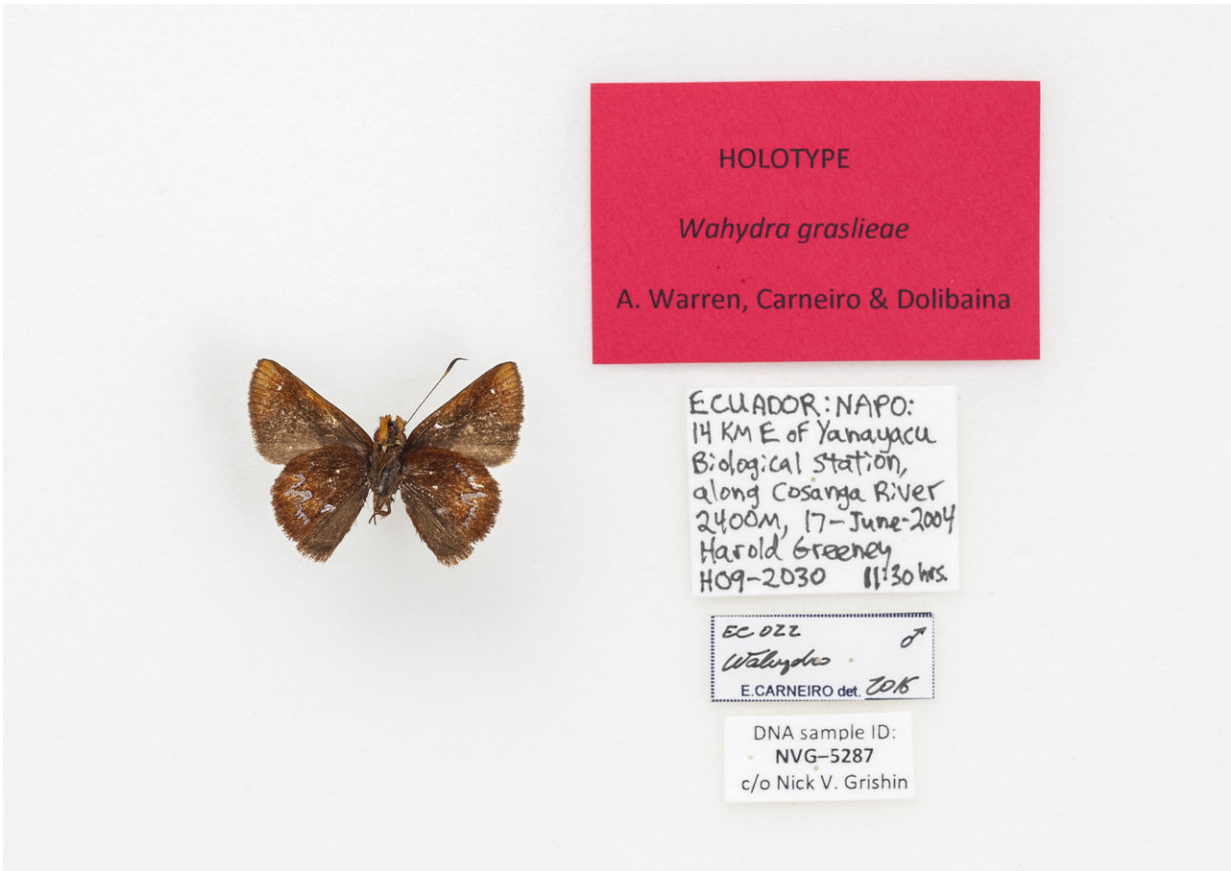 HOLOTYPE
Wahydra graslieae
A. Warren, Carneiro & Dolibaina
ECUADOR: NAPO:
14 KM E of Yanayacu
Biological Station,
along Cosanga River
2400M, 17-June-2004
Harold Greeney
H09-2030 11:30 hrs.
EC 022 ♂
Wahydra
E.CARNEIRO det.
DNA sample ID:
NVG–5287
c/o Nick V. Grishin